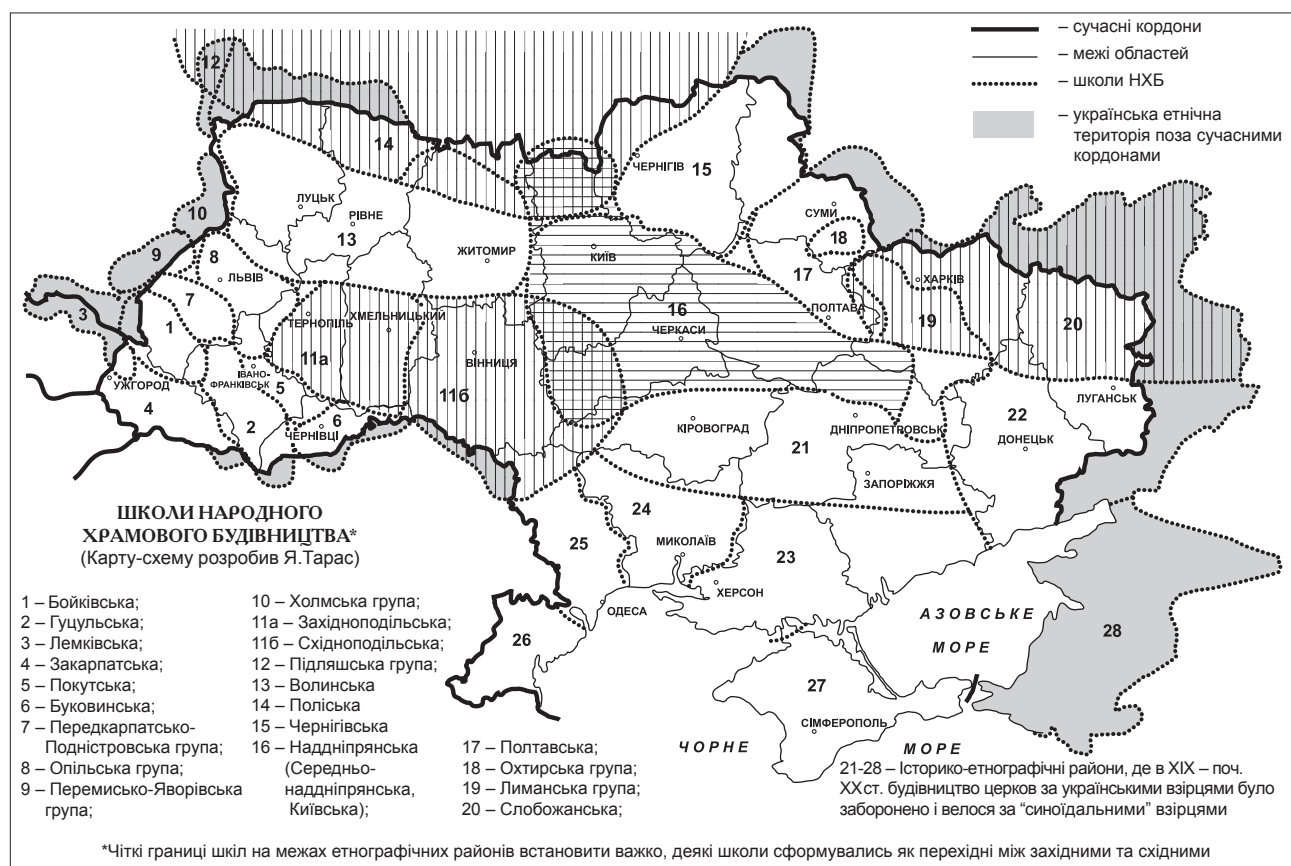 – сучасні кордони
– межі областей
– школи НХБ
– українська етнічна
територія поза сучасними
кордонами
12
14
ЧЕРНІГІВ
15
ЛУЦЬК
РІВНЕ
13
ЖИТОМИР
КИЇВ
СУМИ
18
10
9
8
ЛЬВІВ
17
ХАРКІВ
7
3
1
ТЕРНОПІЛЬ
ХМЕЛЬНИЦЬКИЙ
16
ЧЕРКАСИ
ПОЛТАВА
19
20
11а
ВІННИЦЯ
УЖГОРОД
ІВАНО-
ФРАНКІВСЬК
5
11б
ЛУГАНСЬК
4
2
6
ЧЕРНІВЦІ
КІРОВОГРАД
21
ДНІПРОПЕТРОВСЬК
22
ДОНЕЦЬК
ЗАПОРІЖЖЯ
24
25
МИКОЛАЇВ
23
ХЕРСОН
ОДЕСА
26
АЗОВСЬКЕ
МОРЕ
28
27
СІМФЕРОПОЛЬ
ЧОРНЕ
МОРЕ
ШКОЛИ НАРОДНОГО
ХРАМОВОГО БУДІВНИЦТВА*
(Карту-схему розробив Я.Тарас)
1 – Бойківська;
2 – Гуцульська;
3 – Лемківська;
4 – Закарпатська;
5 – Покутська;
6 – Буковинська;
7 – Передкарпатсько-
Подністровська група;
8 – Опільська група;
9 – Перемисько-Яворівська
група;
10 – Холмська група;
11а – Західноподільська;
11б – Східноподільська;
12 – Підляшська група;
13 – Волинська
14 – Поліська
15 – Чернігівська
16 – Наддніпрянська
(Середньо-
наддніпрянська,
Київська);
17 – Полтавська;
18 – Охтирська група;
19 – Лиманська група;
20 – Слобожанська;
21-28 – Історико-етнографічні райони, де в XIX – поч.
XXст. будівництво церков за українськими взірцями було
заборонено і велося за “синоїдальними” взірцями
*Чіткі границі шкіл на межах етнографічних районів встановити важко, деякі школи сформувались як перехідні між західними та східними